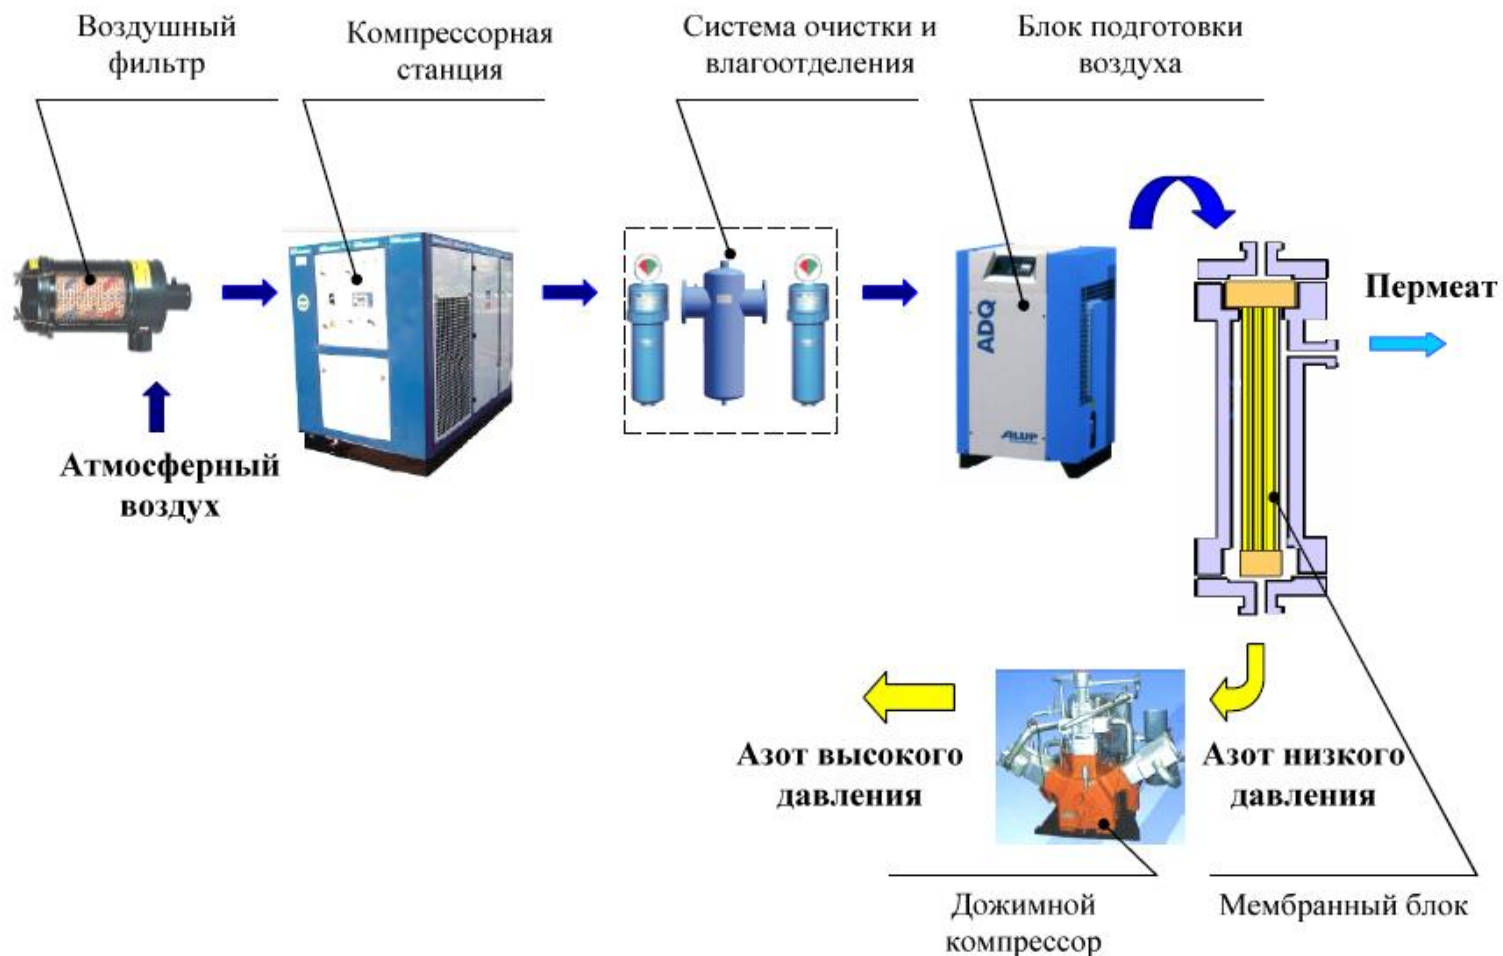 Воздушный
фильтр
Компрессорная
станция
Система очистки и
влагоотделения
Блок подготовки
воздуха
Пермеат
ADQ
ALUP
Атмосферный
воздух
Азот высокого
давления
Азот низкого
давления
Дожимной
компрессор
Мембранный блок